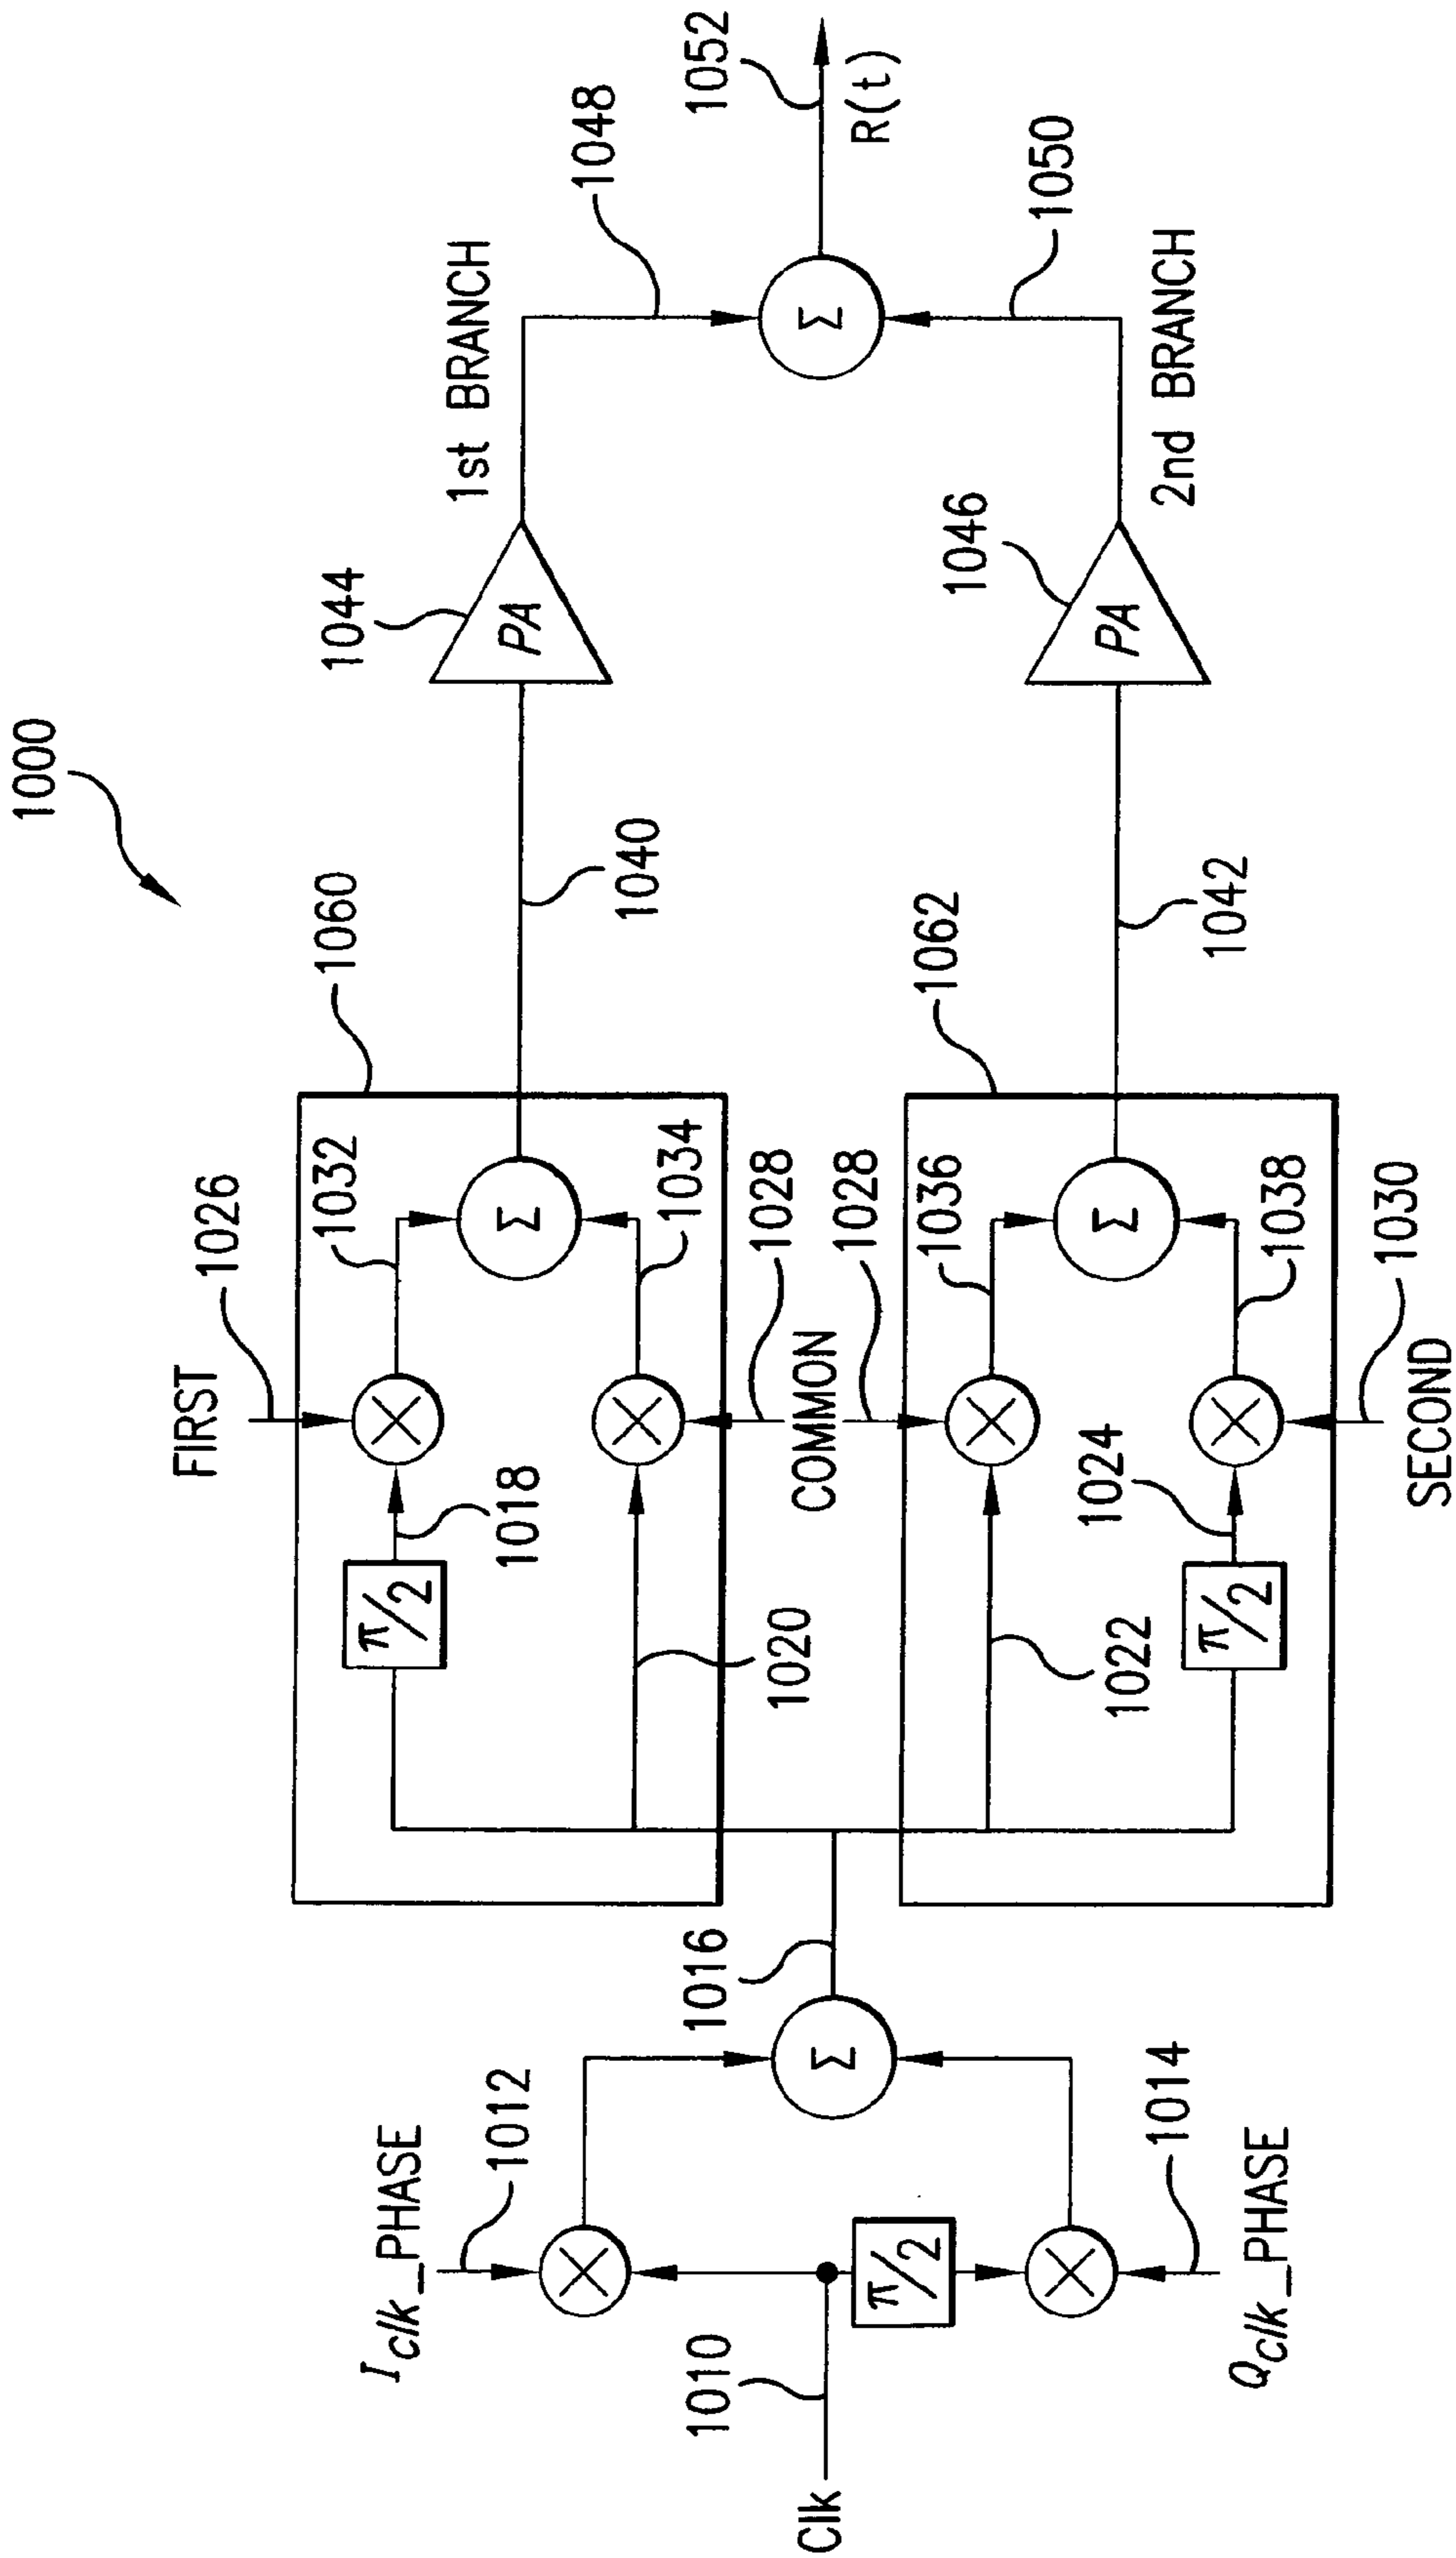 1000
Clk
1010
I clk_PHASE
1012
π/2
Q clk_PHASE
1014
Σ
1016
1060
FIRST
1026
π/2
1018
1020
1032
1034
Σ
1028
COMMON
1028
1062
1022
π/2
1024
1036
1038
Σ
SECOND
1030
1040
1042
1044
PA
1046
PA
1st BRANCH
2nd BRANCH
1048
1050
Σ
1052
R(t)